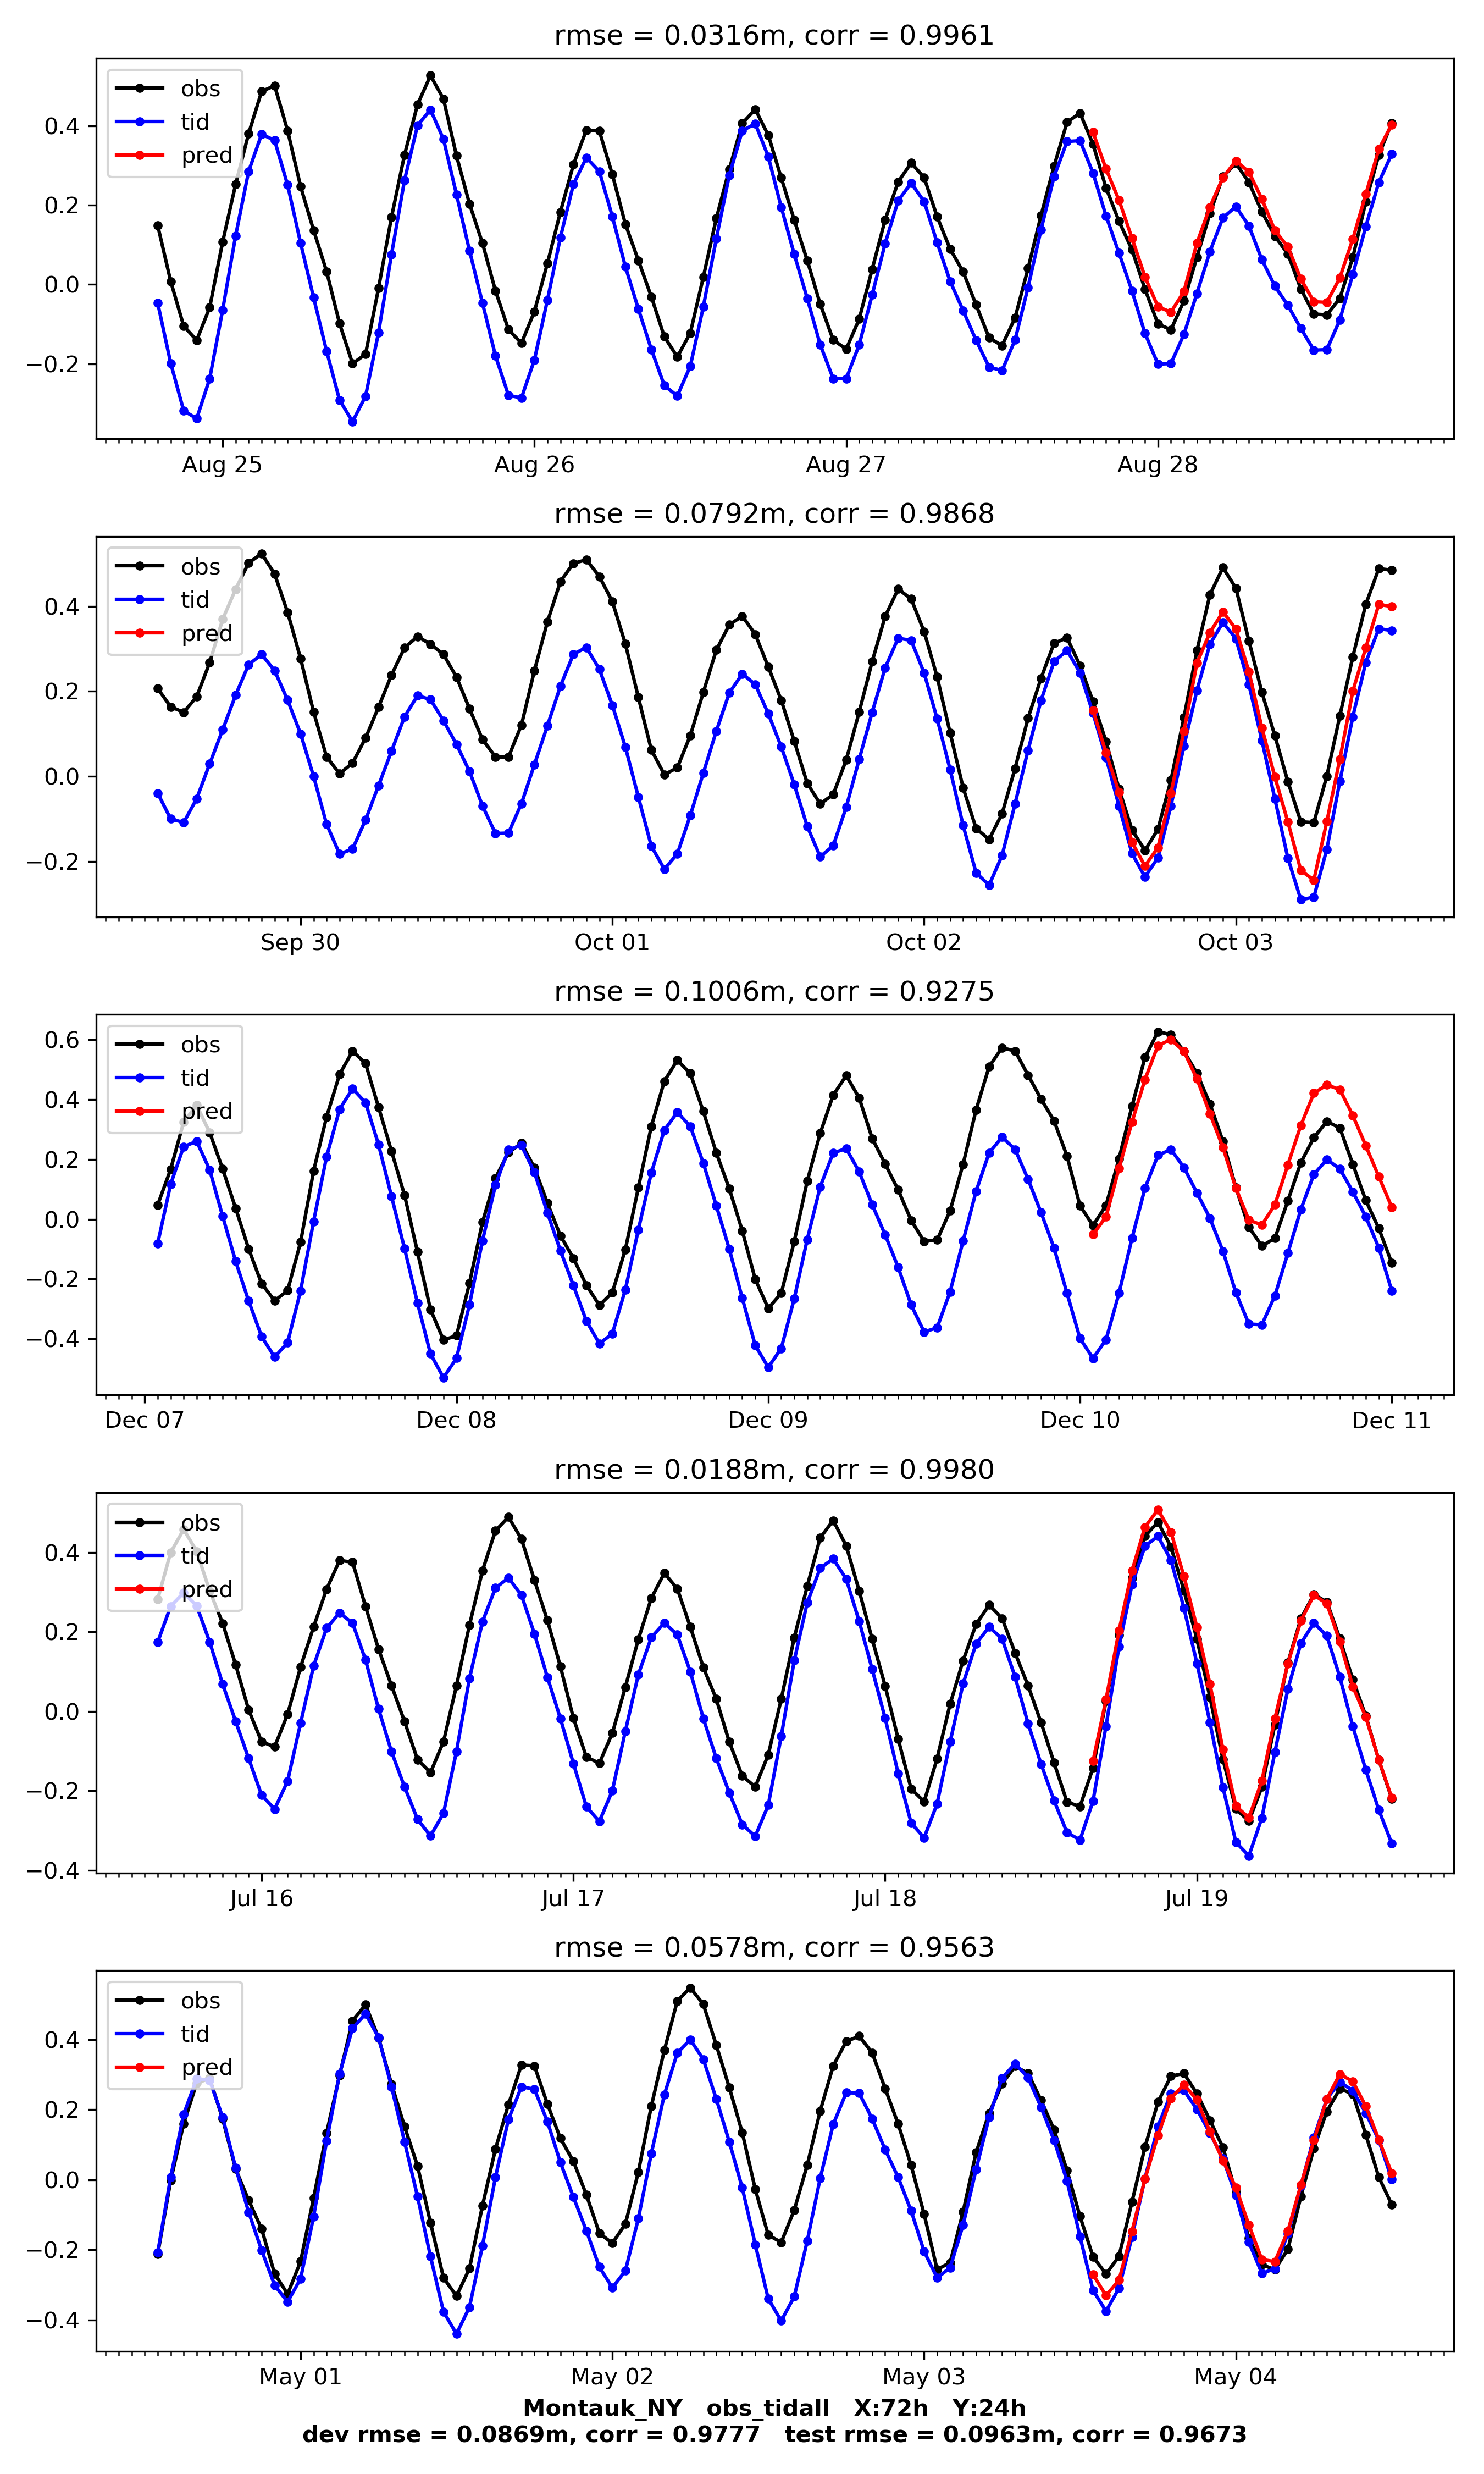 rmse = 0.0316m, corr = 0.9961
obs
tid
pred
0.4
0.2
0.0
−0.2
Aug 25 Aug 26 Aug 27 Aug 28
rmse = 0.0792m, corr = 0.9868
obs
tid
pred
0.4
0.2
0.0
−0.2
Sep 30 Oct 01 Oct 02 Oct 03
rmse = 0.1006m, corr = 0.9275
obs
tid
pred
0.6
0.4
0.2
0.0
−0.2
−0.4
Dec 07 Dec 08 Dec 09 Dec 10 Dec 11
rmse = 0.0188m, corr = 0.9980
obs
tid
pred
0.4
0.2
0.0
−0.2
−0.4
Jul 16 Jul 17 Jul 18 Jul 19
rmse = 0.0578m, corr = 0.9563
obs
tid
pred
0.4
0.2
0.0
−0.2
−0.4
May 01 May 02 May 03 May 04
Montauk_NY obs_tidall X:72h Y:24h
dev rmse = 0.0869m, corr = 0.9777 test rmse = 0.0963m, corr = 0.9673